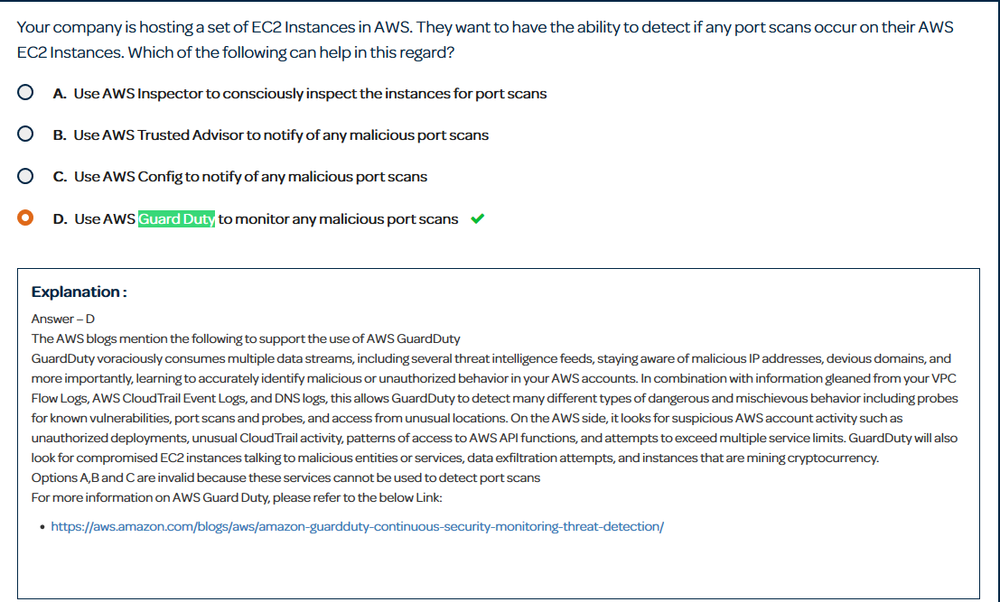 Your company is hosting a set of EC2 Instances in AWS. They want to have the ability to detect if any port scans occur on their AWS
EC2 Instances. Which of the following can help in this regard?
A. Use AWS Inspector to consciously inspect the instances for port scans
B. Use AWS Trusted Advisor to notify of any malicious port scans
C. Use AWS Config to notify of any malicious port scans
D. Use AWS Guard Duty to monitor any malicious port scans
Explanation :
Answer – D
The AWS blogs mention the following to support the use of AWS GuardDuty
GuardDuty voraciously consumes multiple data streams, including several threat intelligence feeds, staying aware of malicious IP addresses, devious domains, and
more importantly, learning to accurately identify malicious or unauthorized behavior in your AWS accounts. In combination with information gleaned from your VPC
Flow Logs, AWS CloudTrail Event Logs, and DNS logs, this allows GuardDuty to detect many different types of dangerous and mischievous behavior including probes
for known vulnerabilities, port scans and probes, and access from unusual locations. On the AWS side, it looks for suspicious AWS account activity such as
unauthorized deployments, unusual CloudTrail activity, patterns of access to AWS API functions, and attempts to exceed multiple service limits. GuardDuty will also
look for compromised EC2 instances talking to malicious entities or services, data exfiltration attempts, and instances that are mining cryptocurrency.
Options A,B and C are invalid because these services cannot be used to detect port scans
For more information on AWS Guard Duty, please refer to the below Link:
• https://aws.amazon.com/blogs/aws/amazon-guardduty-continuous-security-monitoring-threat-detection/